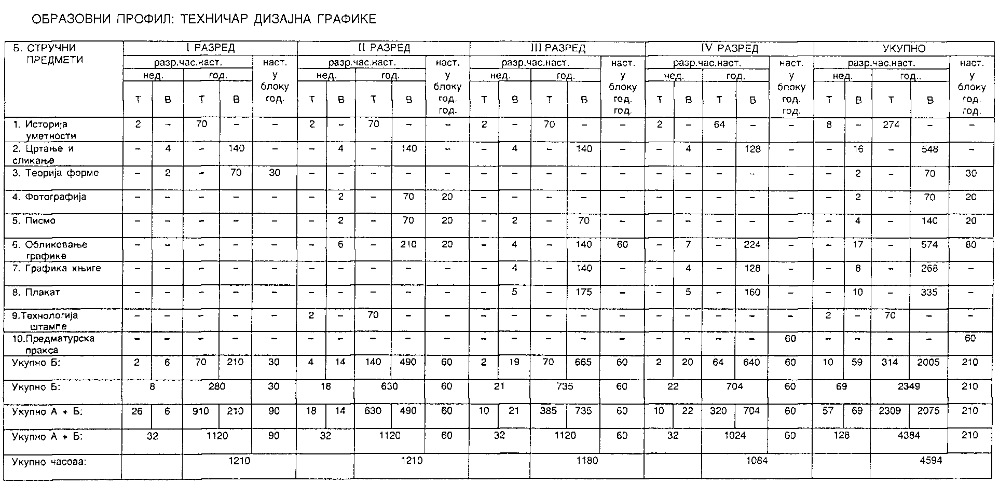 ОБРАЗОВНИ ПРОФИЛ: ТЕХНИЧАР ДИЗАЈНА ГРАФИКЕ
Б. СТРУЧНИ ПРЕДМЕТИ I РАЗРЕД II РАЗРЕД III РАЗРЕД IV РАЗРЕД УКУПНО
разр.час.наст. наст. у блоку год. разр.час.наст. наст. у блоку год. год. разр.час.наст. наст. у блоку год. год. разр.час.наст. наст. у блоку год. год. разр.час.наст. наст. у блоку год. год.
нед. год. нед. год. нед. год. нед. год. нед. год..
Т В Т В Т В Т В Т В Т В Т В Т В Т В Т В
1. Историја уметности 2 – 70 – – 2 – 70 – – 2 – 70 – – 2 – 64 – – 8 – 274 – –
2. Цртање и сликање – 4 – 140 – – 4 – 140 – – 4 – 140 – – 4 – 128 – – 16 – 548 –
3. Теорија форме – 2 – 70 30 – – – – – – – – – – – – – – – – 2 – 70 30
4. Фотографија – – – – – – 2 – 70 20 – – – – – – – – – – – 2 – 70 20
5. Писмо – – – – – – 2 – 70 20 – 2 – 70 – – – – – – – 4 – 140 20
6. Обликовање графике – – – – – – 6 – 210 20 – 4 – 140 60 – 7 – 224 – – 17 – 574 80
7. Графика књиге – – – – – – – – – – – 4 – 140 – – 4 – 128 – – 8 – 268 –
8. Плакат – – – – – – – – – – – 5 – 175 – – 5 – 160 – – 10 – 335 –
9.Технологија штампе – – – – – 2 – 70 – – – – – – – – – – – – 2 – 70 – –
10.Предматурска пракса – – – – – – – – – – – – – – – – – – – 60 – – – – 60
Укупно Б: 2 6 70 210 30 4 14 140 490 60 2 19 70 665 60 2 20 64 640 60 10 59 314 2005 210
Укупно Б: 8 280 30 18 630 60 21 735 60 22 704 60 69 2349 210
Укупно А + Б: 26 6 910 210 90 18 14 630 490 60 10 21 385 735 60 10 22 320 704 60 57 69 2309 2075 210
Укупно А + Б: 32 1120 90 32 1120 60 32 1120 60 32 1024 60 128 4384 210
Укупно часова: 1210 1210 1180 1084 4594